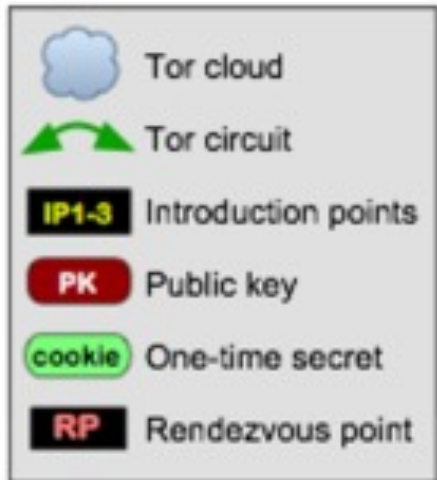 Tor cloud
Tor circuit
IP1-3 Introduction points
PK Public key
cookie One-time secret
RP Rendezvous point